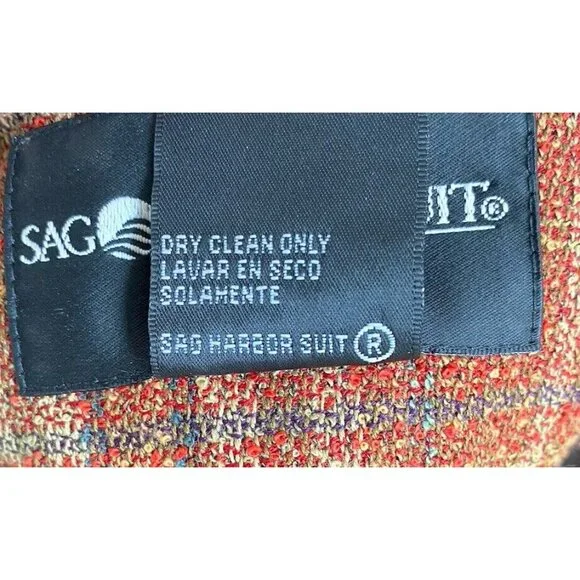 SAG
UIT®
DRY CLEAN ONLY
LAVAR EN SECO
SOLAMENTE
SAG HARBOR SUIT®